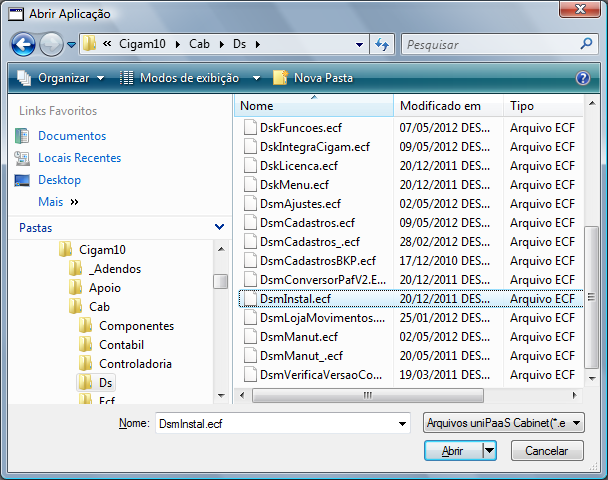 Abrir Aplicação
« Cigam10 Cab Ds
Pesquisar
Organizar Modos de exibição Nova Pasta
Links Favoritos
Documentos
Locais Recentes
Desktop
Mais »
Pastas
Cigam10
_Adendos
Apoio
Cab
Componentes
Contabil
Controladoria
Ds
Ecf
Nome Modificado em Tipo
DskFuncoes.ecf 07/05/2012 DES... Arquivo ECF
DskIntegraCigam.ecf 09/05/2012 DES... Arquivo ECF
DskLicenca.ecf 20/12/2011 DES... Arquivo ECF
DskMenu.ecf 20/12/2011 DES... Arquivo ECF
DsmAjustes.ecf 02/05/2012 DES... Arquivo ECF
DsmCadastros.ecf 09/05/2012 DES... Arquivo ECF
DsmCadastros_.ecf 28/02/2012 DES... Arquivo ECF
DsmCadastrosBKP.ecf 17/12/2010 DES... Arquivo ECF
DsmConversorPafV2.E... 20/12/2011 DES... Arquivo ECF
DsmInstal.ecf 20/12/2011 DES... Arquivo ECF
DsmLojaMovimentos.... 25/01/2012 DES... Arquivo ECF
DsmManut.ecf 02/05/2012 DES... Arquivo ECF
DsmManut_.ecf 20/05/2011 DES... Arquivo ECF
DsmVerificaVersaoCo... 19/03/2011 DES... Arquivo ECF
Nome: DsmInstal.ecf Arquivos uniPaaS Cabinet(*.e
Abrir Cancelar